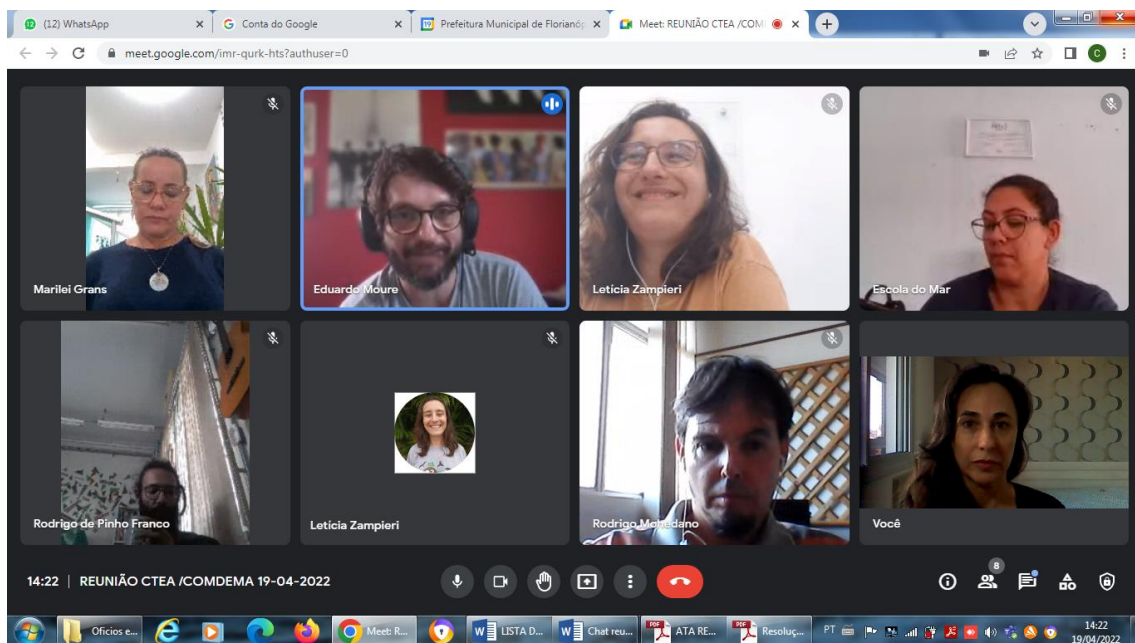 (12) WhatsApp
Conta do Google
Prefeitura Municipal de Florianóp
Meet: REUNIÃO CTEA /COM
meet.google.com/imr-qurk-hts?authuser=0
C
Marilei Grans
Eduardo Moure
Letícia Zampieri
Escola do Mar
Rodrigo de Pinho Franco
Letícia Zampieri
Rodrigo Mohedano
Você
14:22 | REUNIÃO CTEA /COMDEMA 19-04-2022
8
Oficios e...
Meet: R...
LISTA D...
Chat reu...
ATA RE...
Resoluç...
PT
14:22
19/04/2022